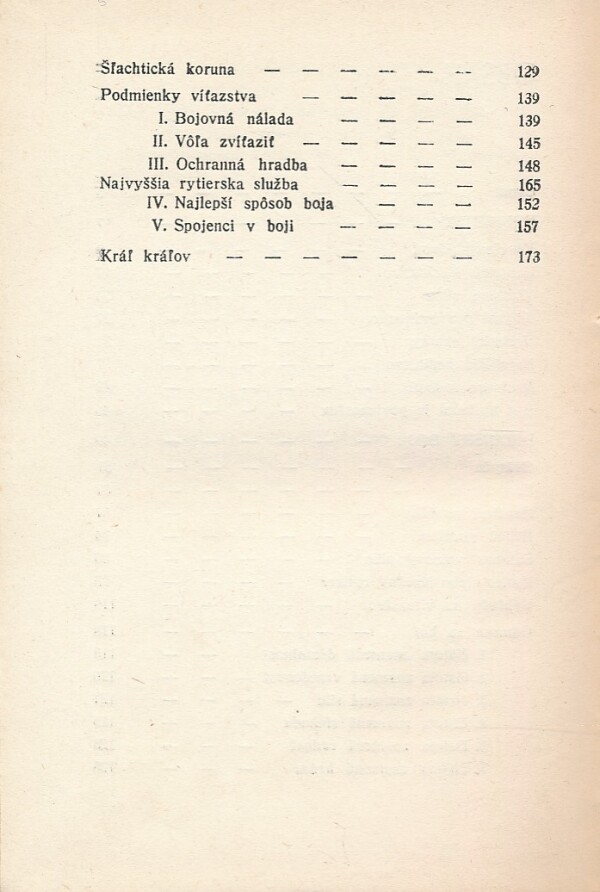 Šľachtická koruna — — — — — — 129
Podmienky víťazstva — — — — — 139
I. Bojovná nálada — — — — 139
II. Vôľa zvíťaziť — — — — — 145
III. Ochranná hradba — — — — 148
Najvyššia rytierska služba — — — — 165
IV. Najlepší spôsob boja — — — 152
V. Spojenci v boji — — — — 157
Kráľ kráľov — — — — — — — 173